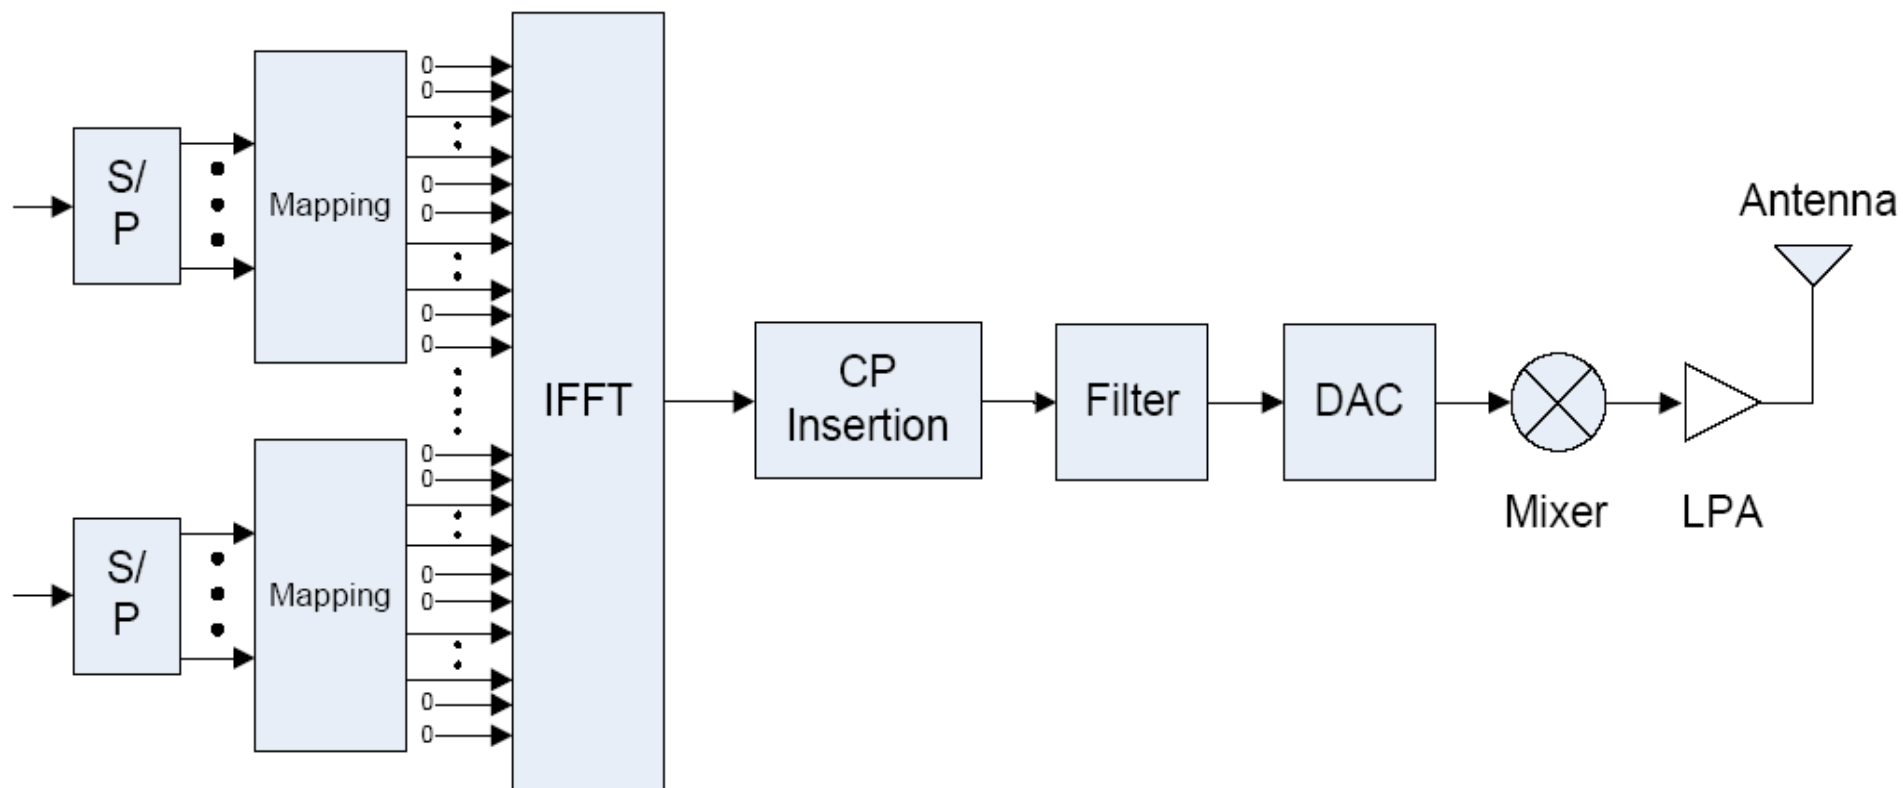 S/
P
Mapping
0
0
0
0
0
0
S/
P
Mapping
0
0
0
0
0
0
IFFT
CP
Insertion
Filter
DAC
Mixer
LPA
Antenna